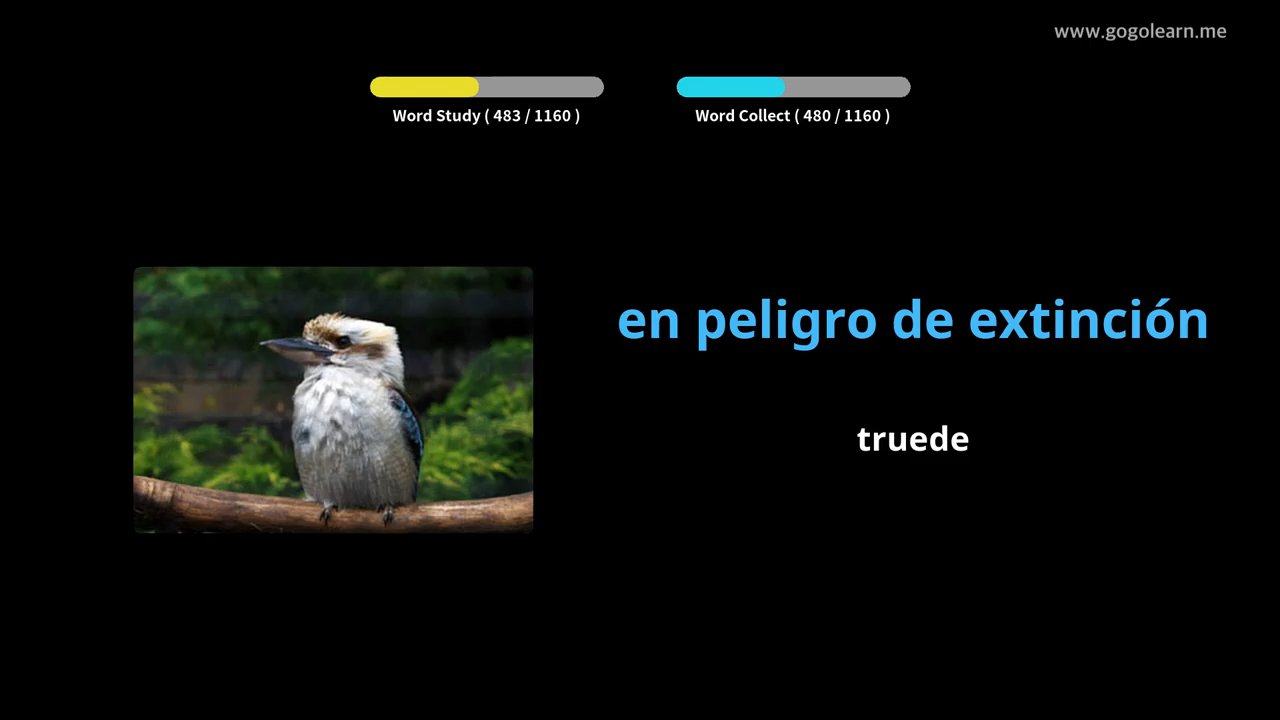 www.gogolearn.me
Word Study ( 483 / 1160 )
Word Collect ( 480 / 1160 )
en peligro de extinción
truede